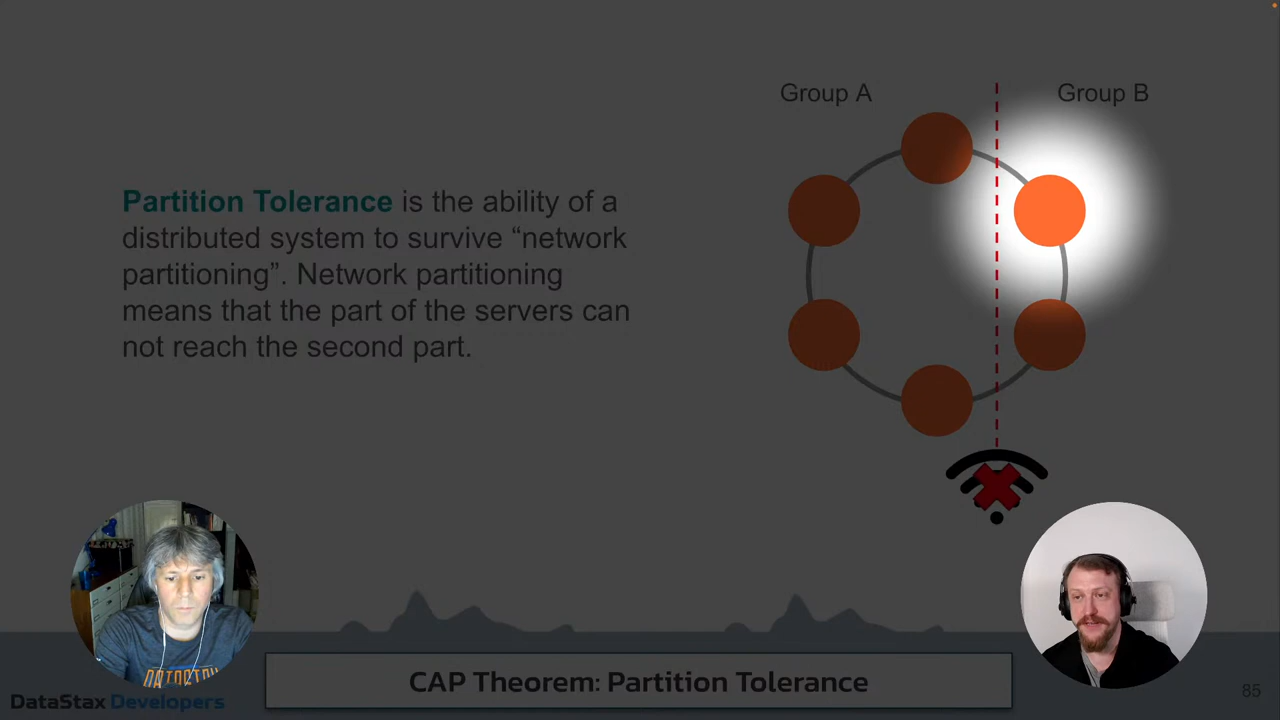 Group A
Group B
Partition Tolerance is the ability of a
distributed system to survive “network
partitioning”. Network partitioning
means that the part of the servers can
not reach the second part.
DATASTAX
CAP Theorem: Partition Tolerance
DataStax Developers
85